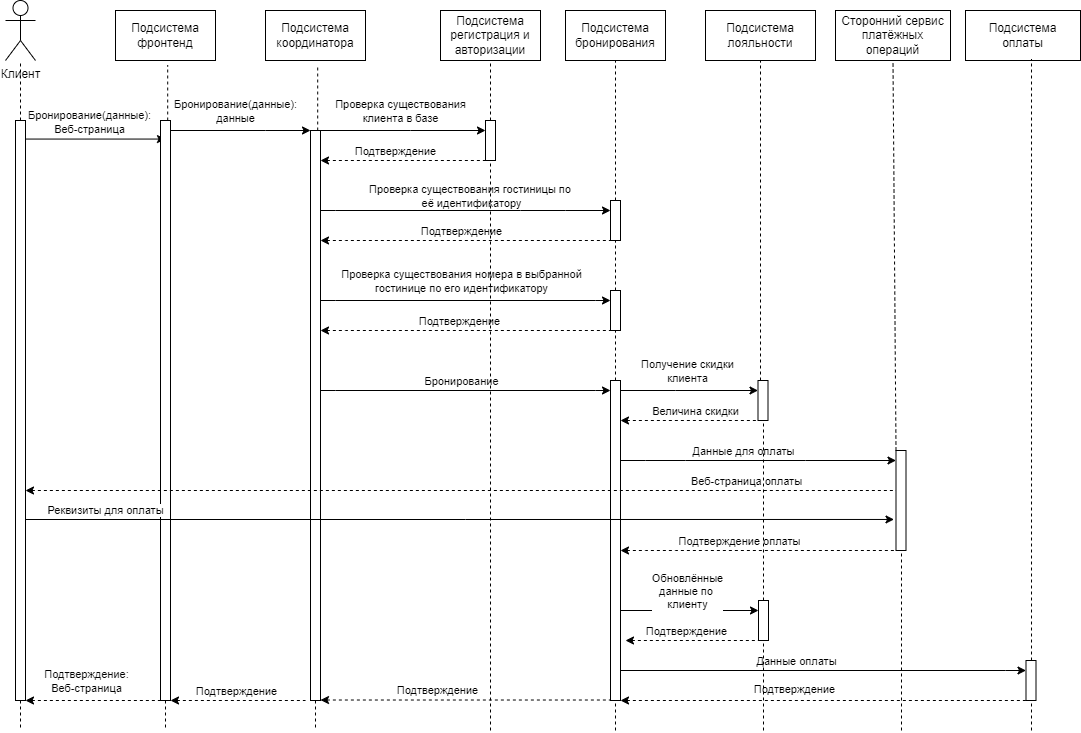 Клиент
Подсистема
фронтенд
Подсистема
координатора
Подсистема
регистрация и
авторизации
Подсистема
бронирования
Подсистема
лояльности
Сторонний сервис
платёжных
операций
Подсистема
оплаты
Бронирование(данные):
Веб-страница
Бронирование(данные):
данные
Проверка существования
клиента в базе
Подтверждение
Проверка существования гостиницы по
её идентификатору
Подтверждение
Проверка существования номера в выбранной
гостинице по его идентификатору
Подтверждение
Бронирование
Получение скидки
клиента
Величина скидки
Данные для оплаты
Веб-страница оплаты
Реквизиты для оплаты
Подтверждение оплаты
Обновлённые
данные по
клиенту
Подтверждение
Данные оплаты
Подтверждение
Подтверждение
Подтверждение
Подтверждение:
Веб-страница